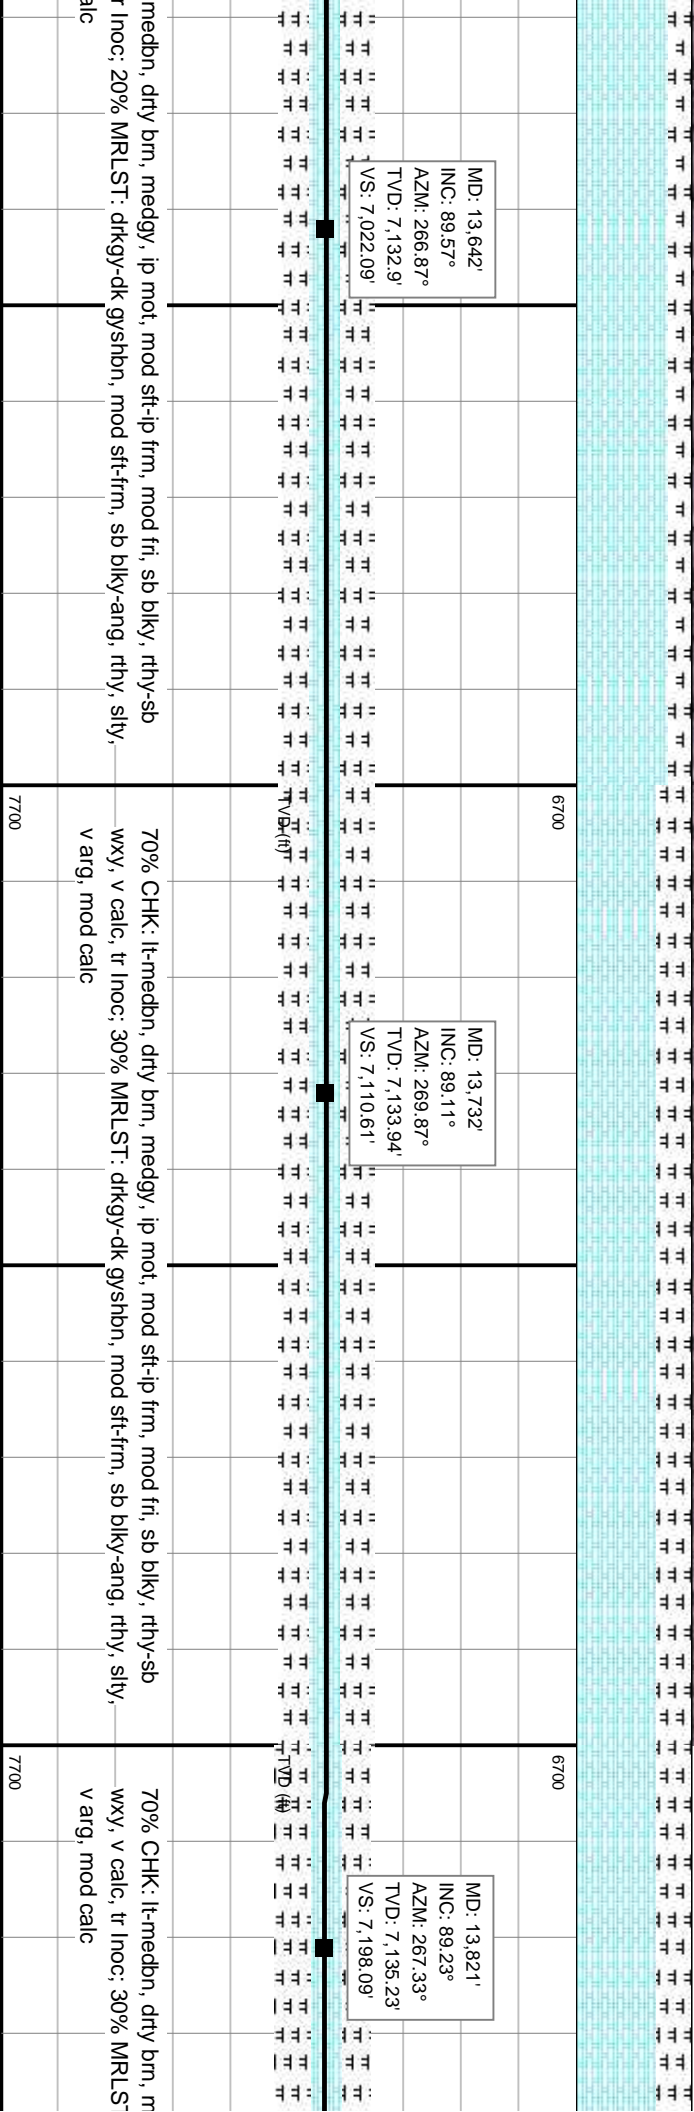 medbn, drty brn, medgy, ip mot, mod sft-ip frm, mod fri, sb blky, rthy-sb
r Inoc; 20% MRLST: drkgy-dk gyshbn, mod sft-frm, sb blky-ang, rthy, slty,
alc
MD: 13,642'
INC: 89.57°
AZM: 266.87°
TVD: 7,132.9'
VS: 7,022.09'
6700
TVD (ft)
7700
70% CHK: lt-medbn, drty brn, medgy, ip mot, mod sft-ip frm, mod fri, sb blky, rthy-sb
wxy, v calc, tr Inoc; 30% MRLST: drkgy-dk gyshbn, mod sft-frm, sb blky-ang, rthy, slty,
v arg, mod calc
MD: 13,732'
INC: 89.11°
AZM: 269.87°
TVD: 7,133.94'
VS: 7,110.61'
6700
TVD (ft)
7700
70% CHK: lt-medbn, drty brn, m
wxy, v calc, tr Inoc; 30% MRLST
v arg, mod calc
MD: 13,821'
INC: 89.23°
AZM: 267.33°
TVD: 7,135.23'
VS: 7,198.09'